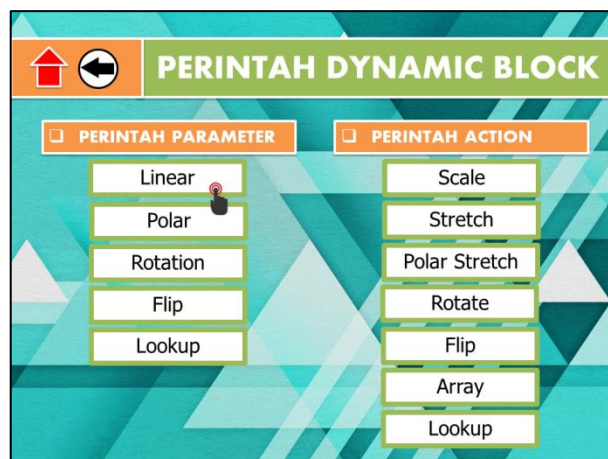 PERINTAH DYNAMIC BLOCK
PERINTAH PARAMETER
Linear
Polar
Rotation
Flip
Lookup
PERINTAH ACTION
Scale
Stretch
Polar Stretch
Rotate
Flip
Array
Lookup